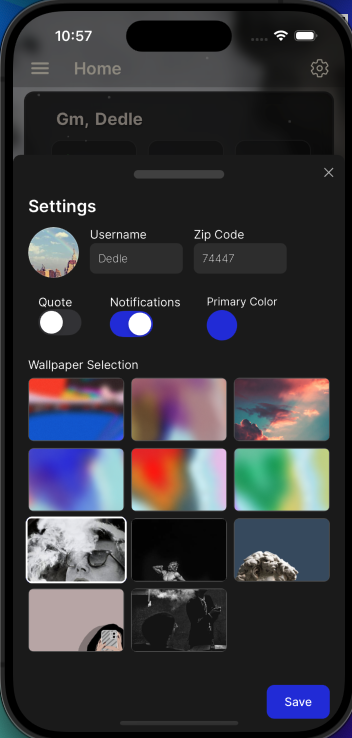 10:57
Home
Gm, Dedle
Settings
Username Zip Code
Dedle 74447
Quote Notifications Primary Color
Wallpaper Selection
Save